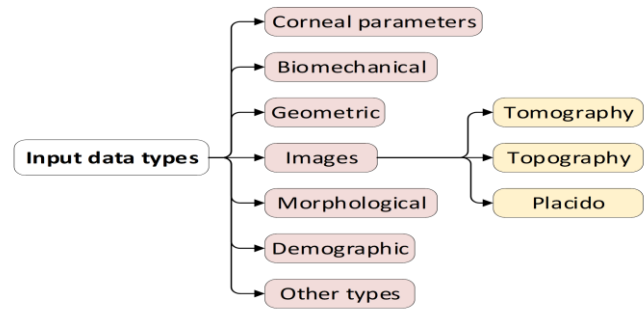 Corneal parameters
Biomechanical
Geometric
Tomography
Input data types
Images
Topography
Morphological
Placido
Demographic
Other types